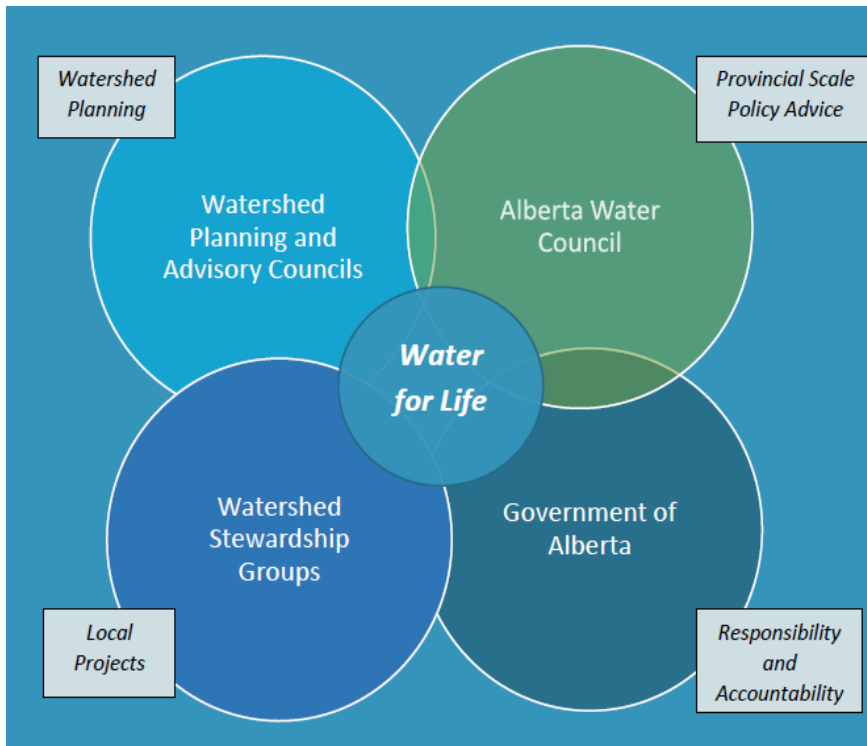 Watershed
Planning
Provincial Scale
Policy Advice
Watershed
Planning and
Advisory Councils
Alberta Water
Council
Water
for Life
Watershed
Stewardship
Groups
Government of
Alberta
Local
Projects
Responsibility
and
Accountability